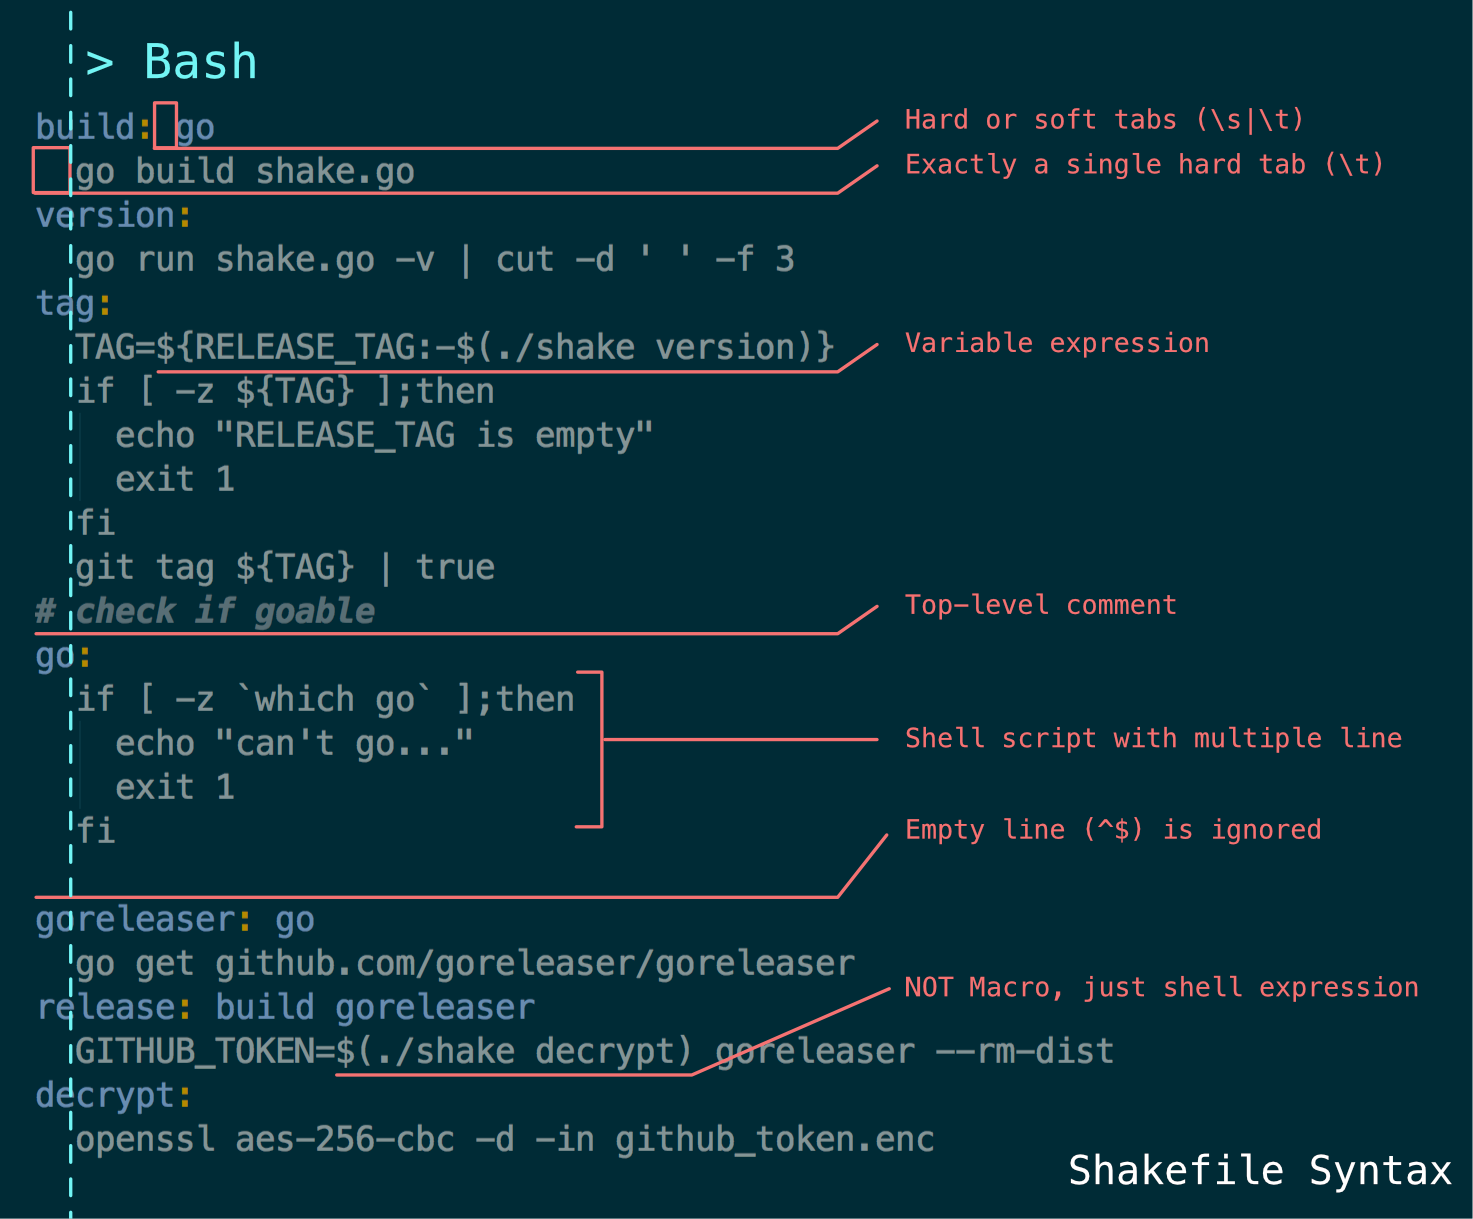 > Bash
build: go
Hard or soft tabs (\s|\t)
go build shake.go
Exactly a single hard tab (\t)
version:
go run shake.go -v | cut -d ' ' -f 3
tag:
TAG=${RELEASE_TAG:-$(./shake version)}
Variable expression
if [ -z ${TAG} ];then
echo "RELEASE_TAG is empty"
exit 1
fi
git tag ${TAG} | true
# check if goable
Top-level comment
go:
if [ -z `which go` ];then
echo "can't go..."
Shell script with multiple line
exit 1
fi
Empty line (^$) is ignored
goreleaser: go
go get github.com/goreleaser/goreleaser
NOT Macro, just shell expression
release: build goreleaser
GITHUB_TOKEN=$(./shake decrypt) goreleaser --rm-dist
decrypt:
openssl aes-256-cbc -d -in github_token.enc
Shakefile Syntax